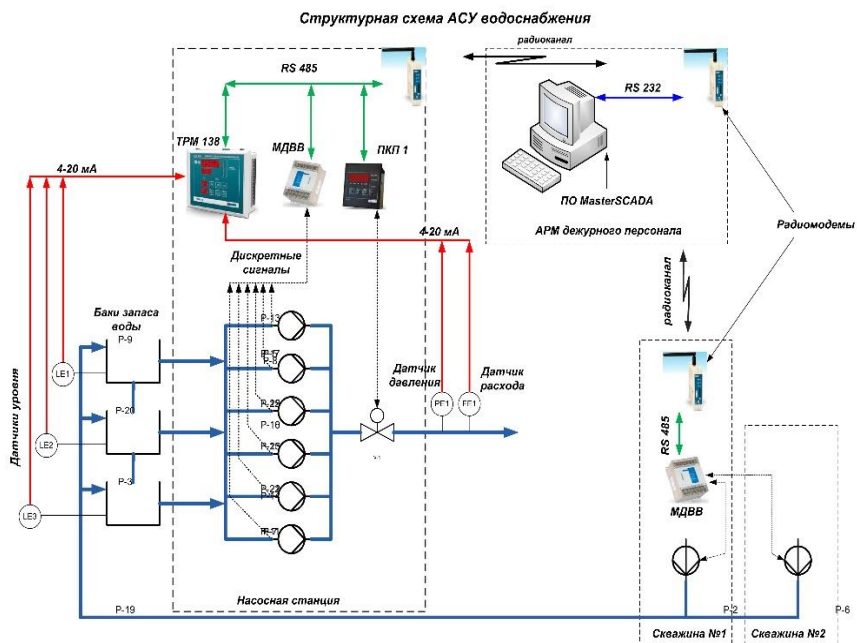 Структурная схема АСУ водоснабжения
радиоканал
RS 485
RS 232
ТРМ 138
МДВВ
ПКП 1
4-20 мА
ПО MasterSCADA
АРМ дежурного персонала
Радиомодемы
4-20 мА
Дискретные
сигналы
радиоканал
Баки запаса
воды
P-9
P-13
Датчики уровня
LE1
P-20
LE2
P-3
LE3
P-16
Датчик
давления
Датчик
расхода
PE1
FE1
RS 485
МДВВ
Насосная станция
P-19
P-2
P-6
Скважина №1
Скважина №2